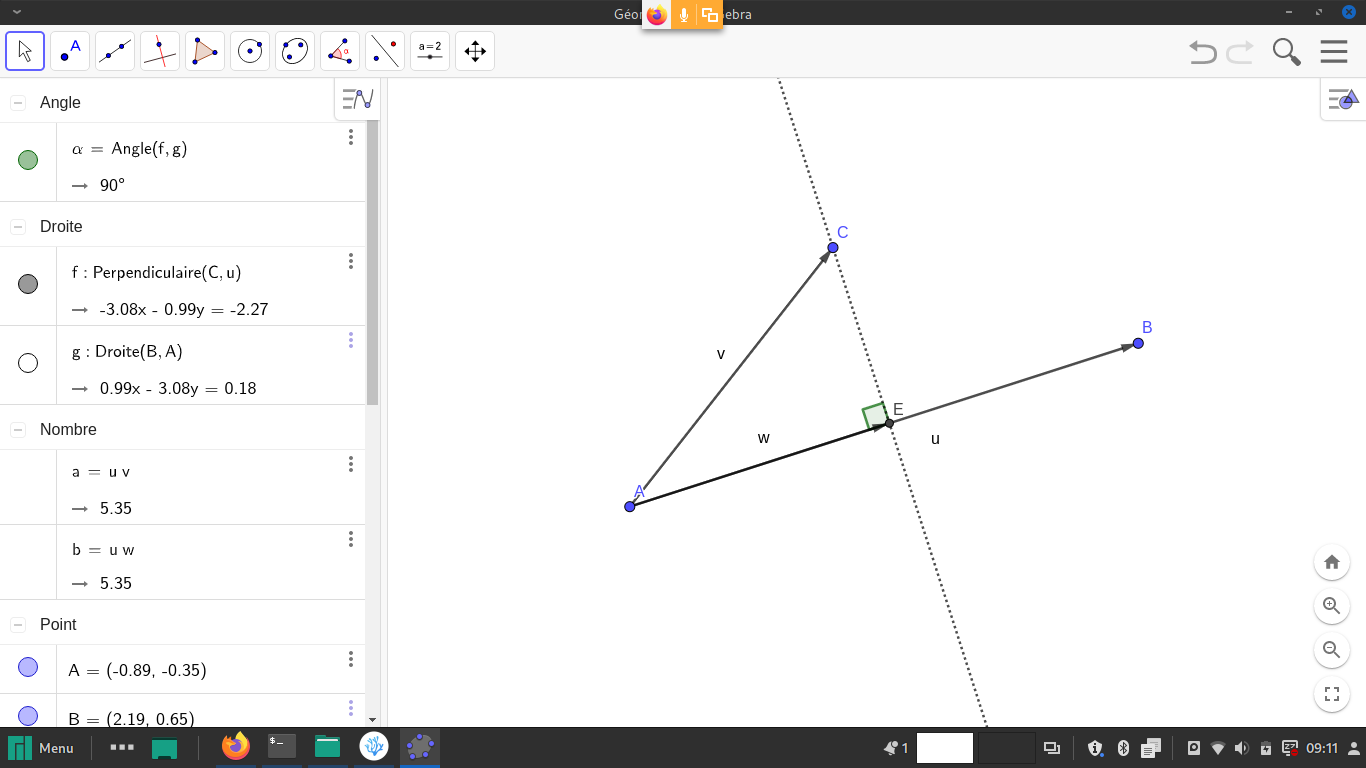 Géo
ebra
A
a=2
Angle
α = Angle(f, g)
→ 90°
Droite
f : Perpendiculaire(C, u)
→ -3.08x - 0.99y = -2.27
g : Droite(B, A)
→ 0.99x - 3.08y = 0.18
Nombre
a = u v
→ 5.35
b = u w
→ 5.35
Point
A = (-0.89, -0.35)
B = (2.19, 0.65)
C
B
v
E
w
u
A
Menu
1
09:11